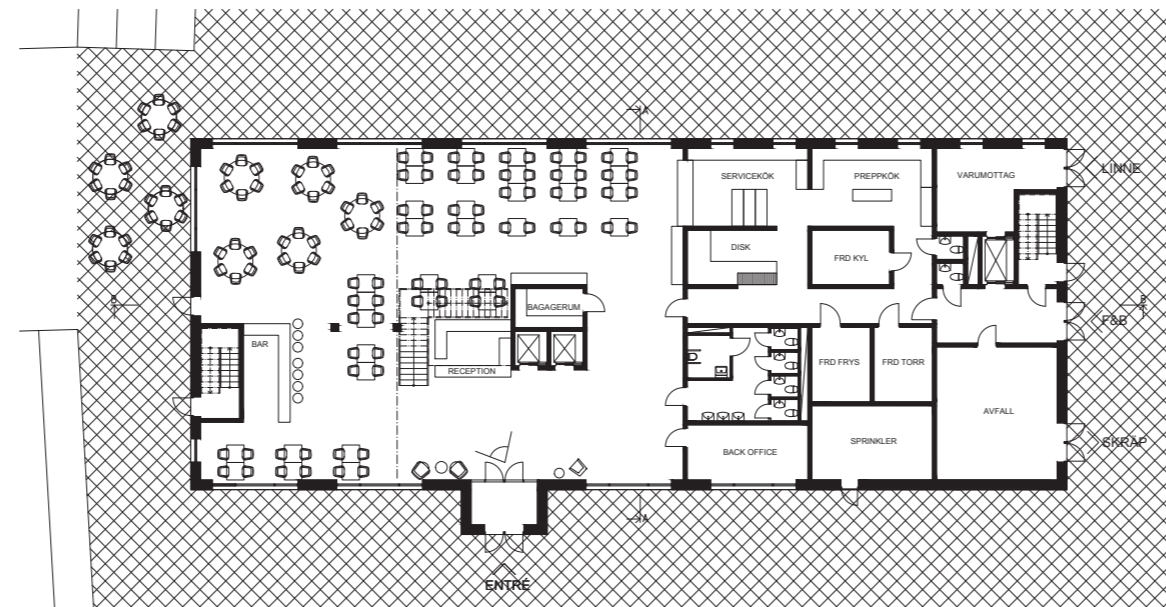 A
SERVICEKÖK
PREPPKÖK
VARUMOTTAG
LINNE
DISK
FRD KYL
BAGAGERUM
B
B
F&B
BAR
RECEPTION
FRD FRYS
FRD TORR
AVFALL
SPRINKLER
SKRÄP
BACK OFFICE
A
ENTRÉ